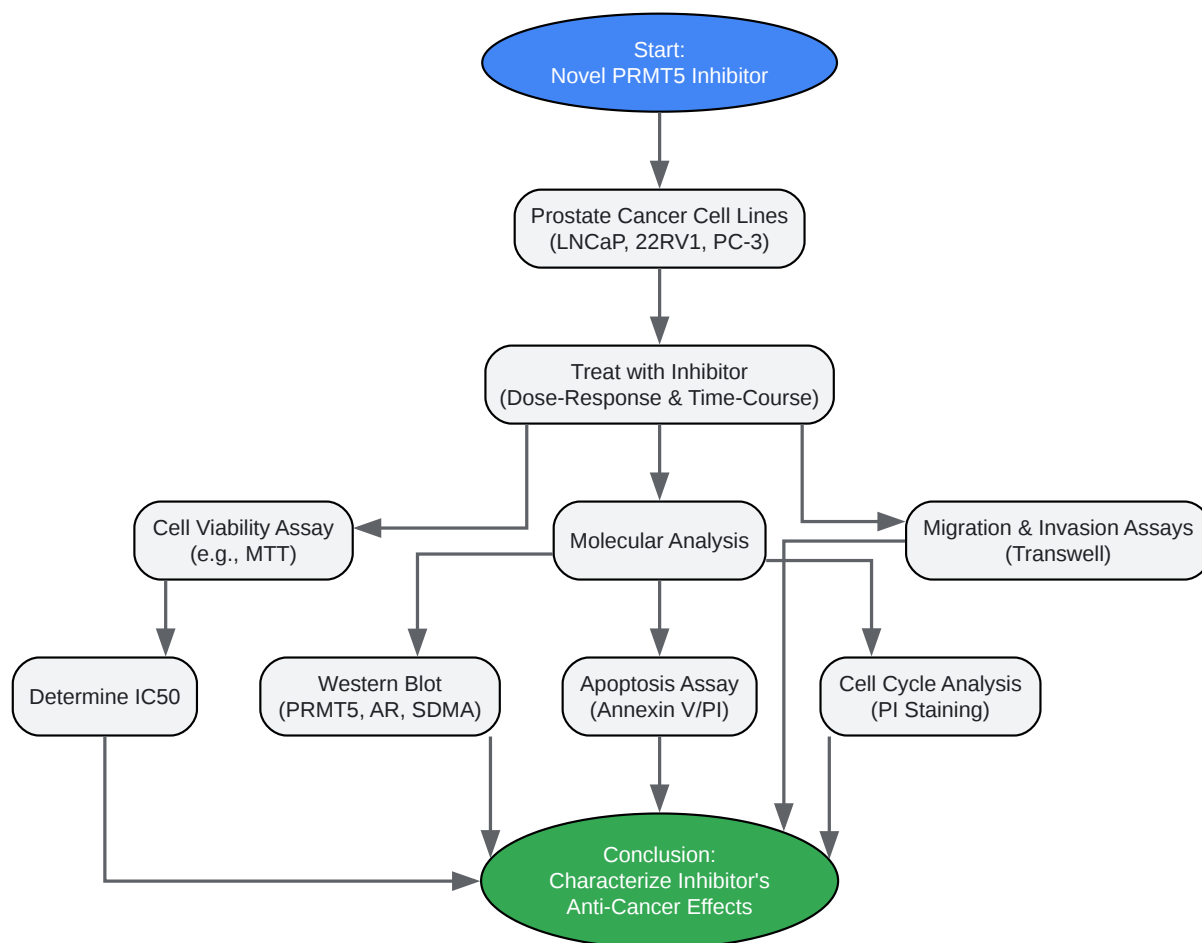 Start:
Novel PRMT5 Inhibitor
Prostate Cancer Cell Lines
(LNCaP, 22RV1, PC-3)
Treat with Inhibitor
(Dose-Response & Time-Course)
Cell Viability Assay
(e.g., MTT)
Molecular Analysis
Migration & Invasion Assays
(Transwell)
Determine IC50
Western Blot
(PRMT5, AR, SDMA)
Apoptosis Assay
(Annexin V/PI)
Cell Cycle Analysis
(PI Staining)
Conclusion:
Characterize Inhibitor's
Anti-Cancer Effects